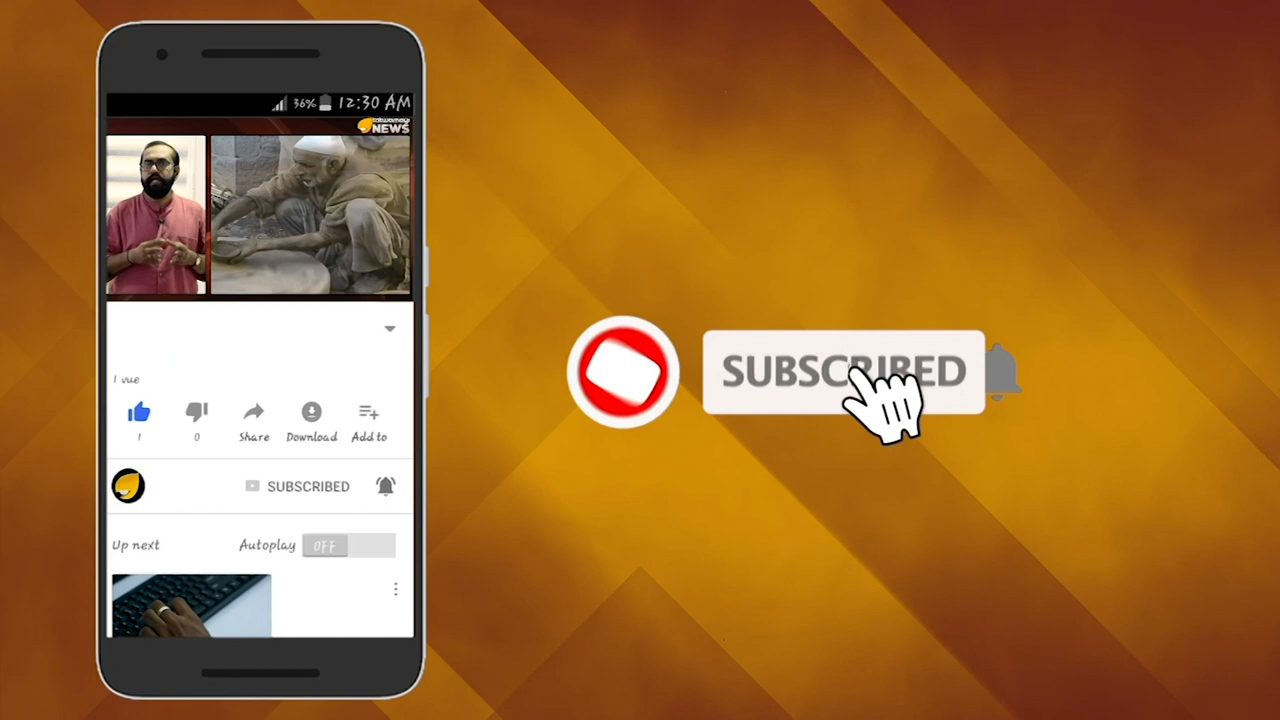 36%
12:30 AM
NEWS
1 vue
1
0
Share
Download
Add to
SUBSCRIBED
Up next
Autoplay
OFF
SUBSCRIBED